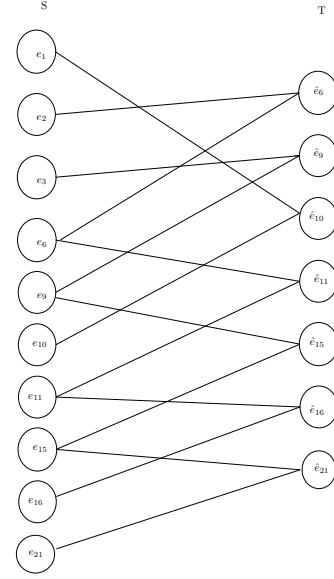 S
T
e₁
e₂
e₃
e₆
e₉
e₁₀
e₁₁
e₁₅
e₁₆
e₂₁
ê₆
ê₉
ê₁₀
ê₁₁
ê₁₅
ê₁₆
ê₂₁